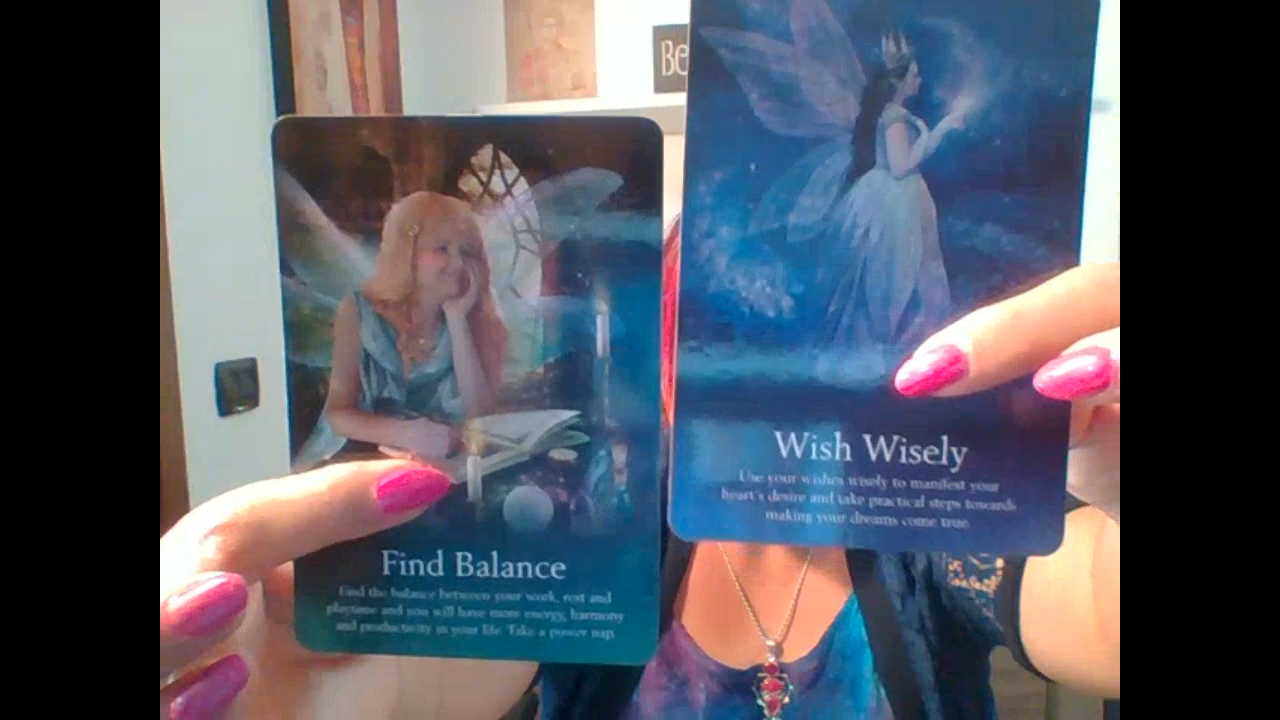 Be
Find Balance
Find the balance between your work, rest and
playtime and you will have more energy, harmony
and productivity in your life. Take a power nap.
Wish Wisely
Use your wishes wisely to manifest your
heart's desire and take practical steps towards
making your dreams come true.